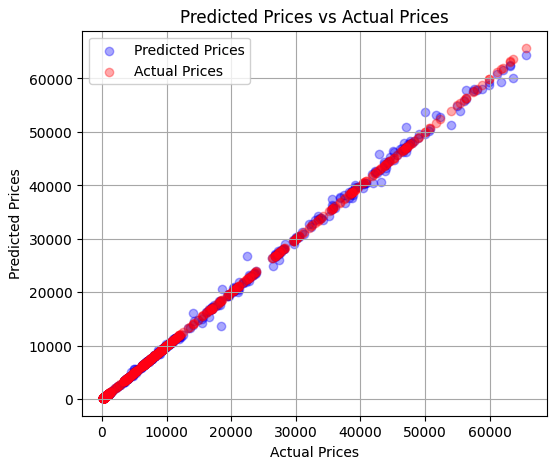 Predicted Prices vs Actual Prices
Predicted Prices
Actual Prices
60000
50000
40000
30000
20000
10000
0
Predicted Prices
0 10000 20000 30000 40000 50000 60000
Actual Prices